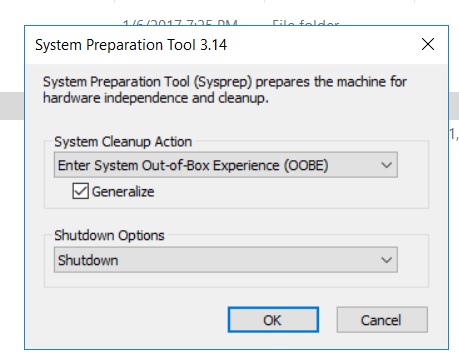 1/6/2017 7:25 PM File folder
System Preparation Tool 3.14
System Preparation Tool (Sysprep) prepares the machine for
hardware independence and cleanup.
1,
System Cleanup Action
Enter System Out-of-Box Experience (OOBE)
Generalize
Shutdown Options
Shutdown
OK Cancel